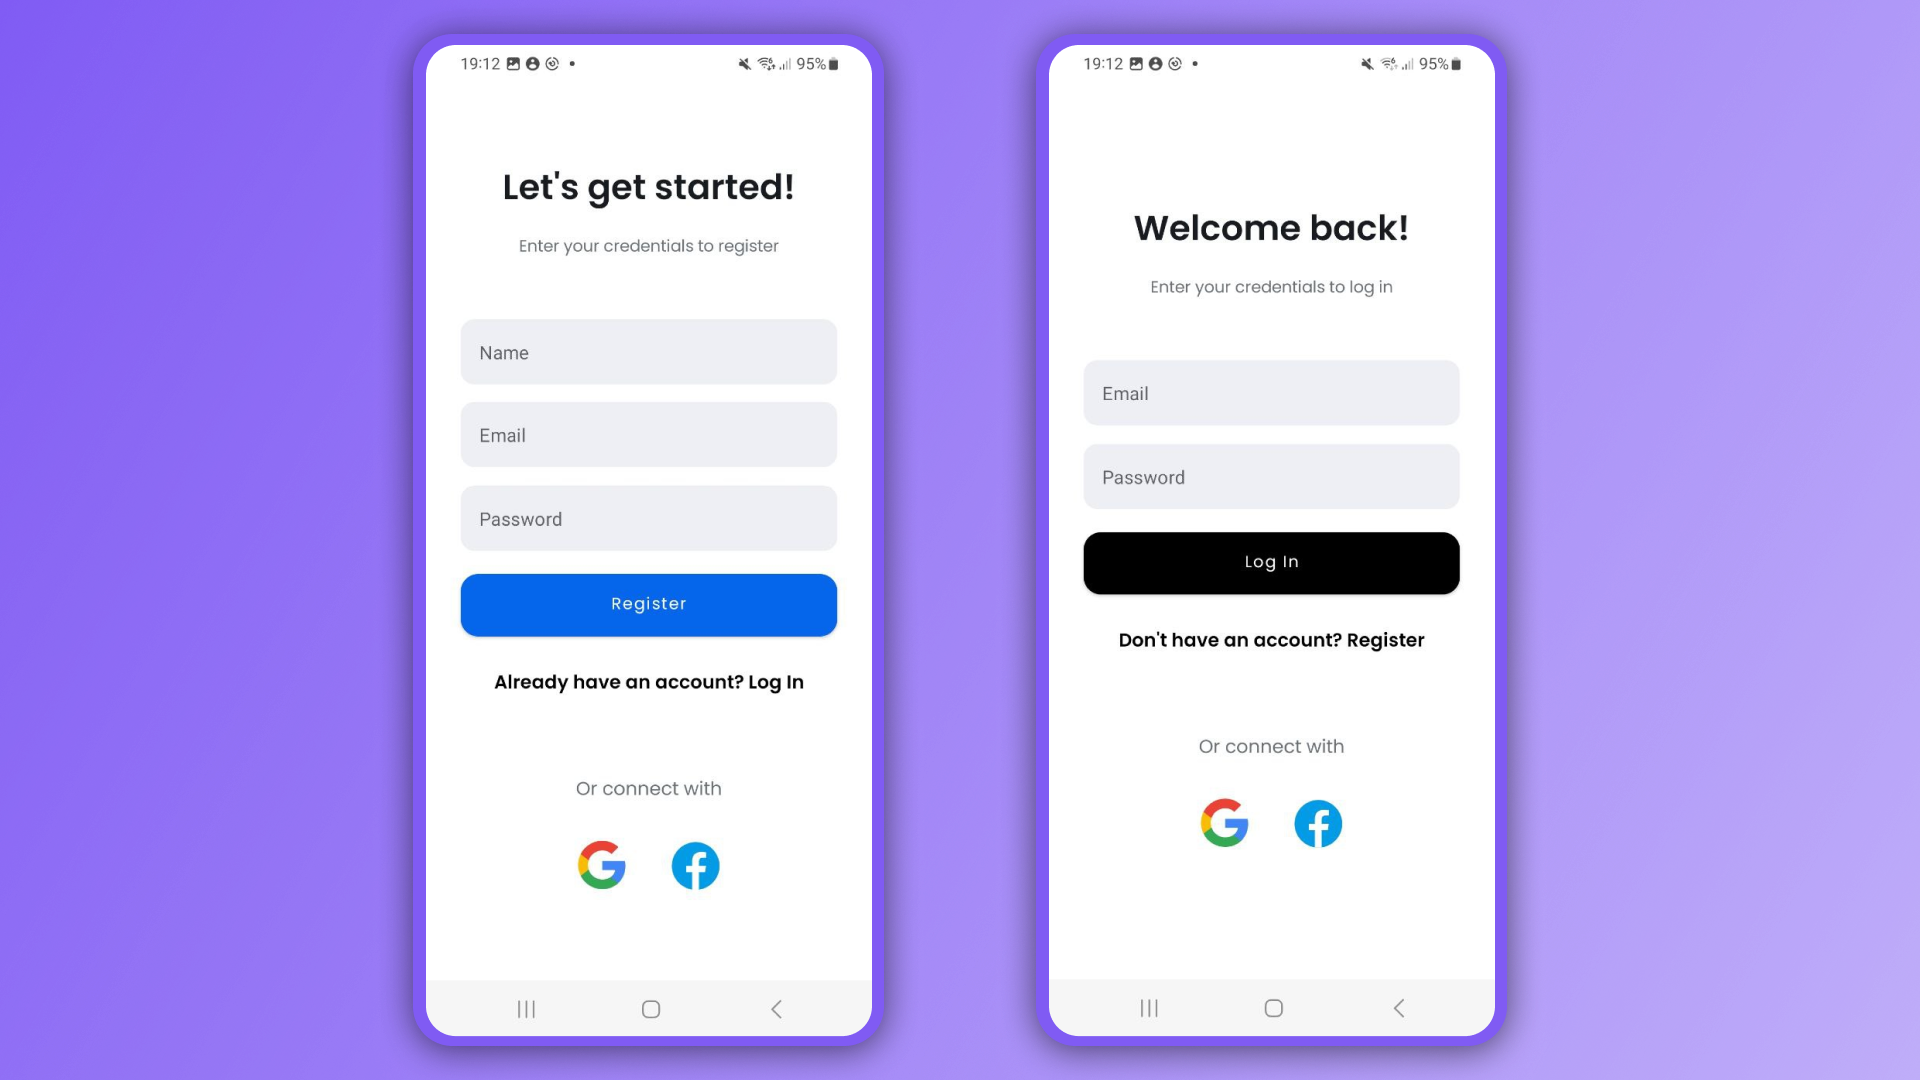 19:12
95%
Let's get started!
Enter your credentials to register
Name
Email
Password
Register
Already have an account? Log In
Or connect with
19:12
95%
Welcome back!
Enter your credentials to log in
Email
Password
Log In
Don't have an account? Register
Or connect with